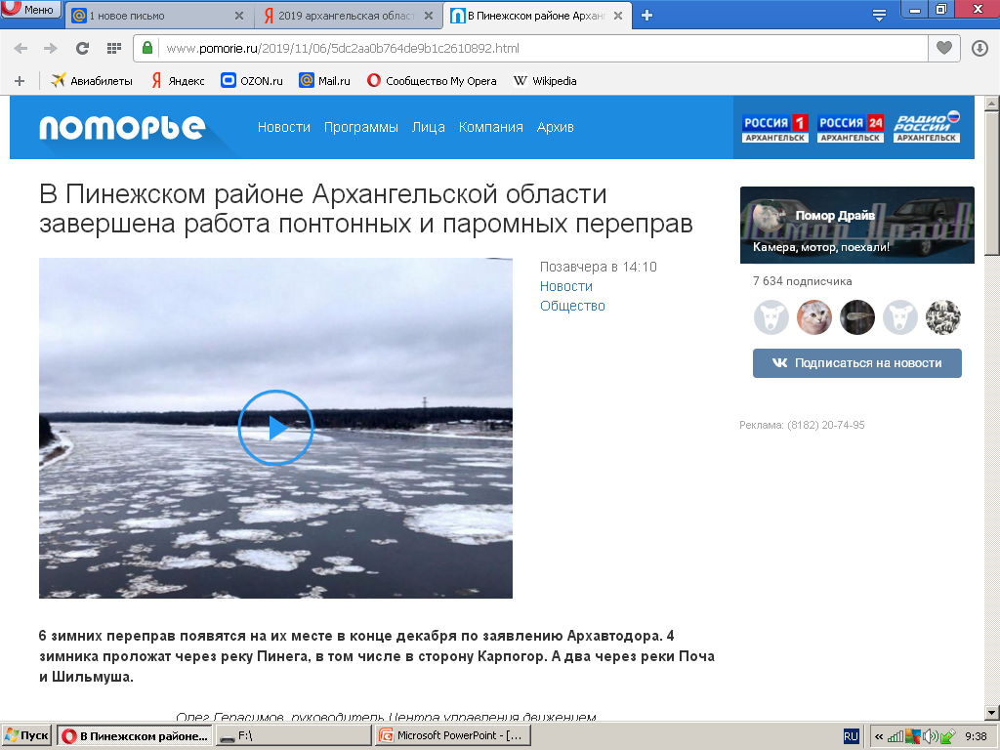 Меню
1 новое письмо
2019 архангельская област
В Пинежском районе Архан
www.pomorie.ru/2019/11/06/5dc2aa0b764de9b1c2610892.html
Авиабилеты
Яндекс
OZON.ru
Mail.ru
Сообщество My Opera
Wikipedia
поморье
Новости Программы Лица Компания Архив
РОССИЯ 1
АРХАНГЕЛЬСК
РОССИЯ 24
АРХАНГЕЛЬСК
РАДИО РОССИИ
АРХАНГЕЛЬСК
В Пинежском районе Архангельской области
завершена работа понтонных и паромных переправ
Позавчера в 14:10
Новости
Общество
Помор Драйв
Камера, мотор, поехали!
7 634 подписчика
Подписаться на новости
Реклама: (8182) 20-74-95
6 зимних переправ появятся на их месте в конце декабря по заявлению Архавтодора. 4
зимника проложат через реку Пинега, в том числе в сторону Карпогор. А два через реки Поча
и Шильмуша.
Олег Герасимов, руководитель Центра управления движением
Пуск
В Пинежском районе...
F:\
Microsoft PowerPoint - [...
RU
«
9:38